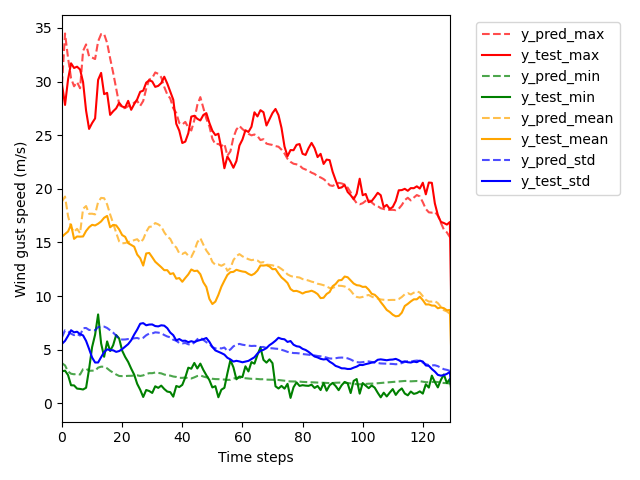 35
30
25
20
15
10
5
0
Wind gust speed (m/s)
0 20 40 60 80 100 120
Time steps
y_pred_max
y_test_max
y_pred_min
y_test_min
y_pred_mean
y_test_mean
y_pred_std
y_test_std